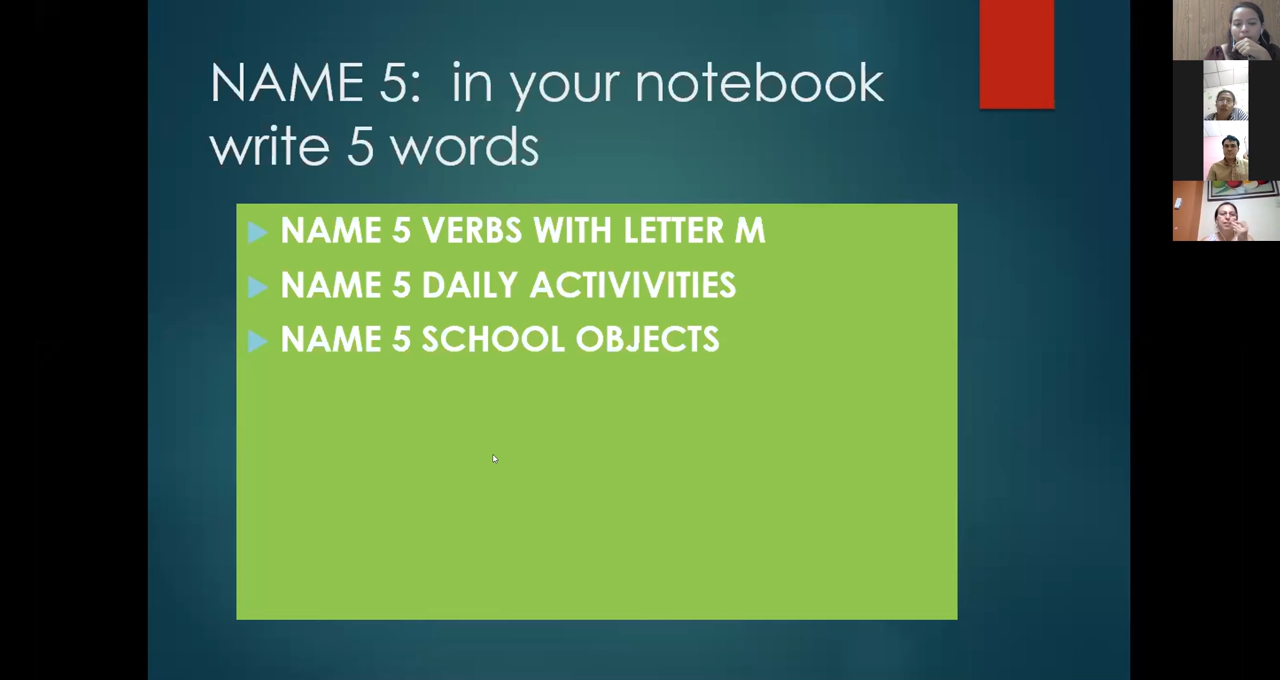 NAME 5:  in your notebook
write 5 words
NAME 5 VERBS WITH LETTER M
NAME 5 DAILY ACTIVIVITIES
NAME 5 SCHOOL OBJECTS